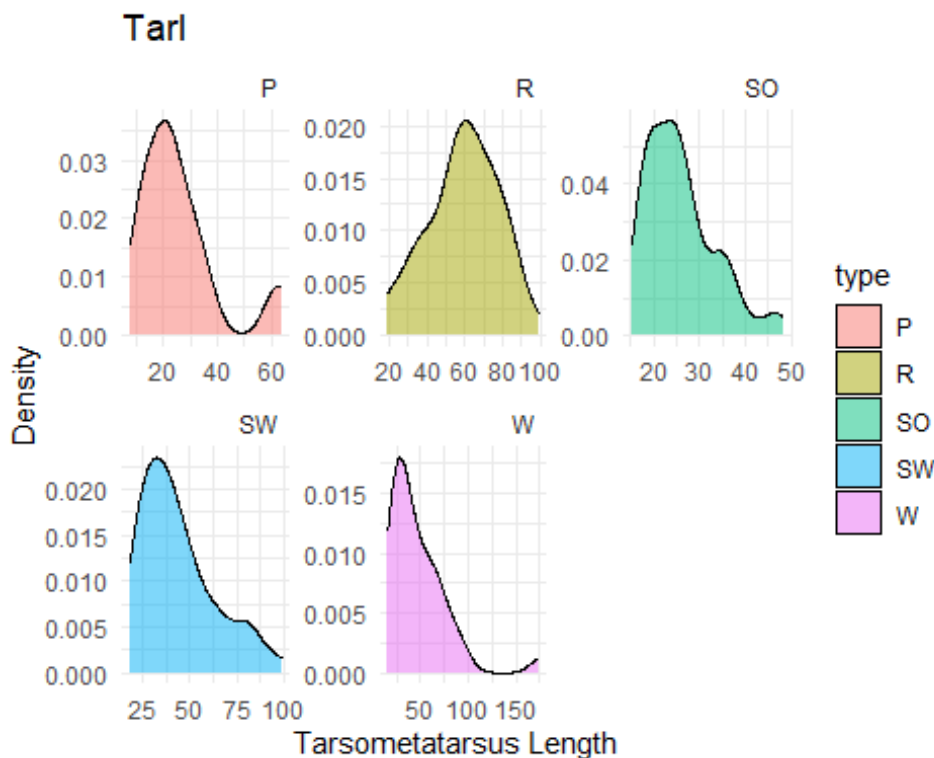 Tarl
P
R
SO
0.03
0.02
0.01
0.00
0.020
0.015
0.010
0.005
0.000
0.04
0.02
0.00
20 40 60
20 40 60 80 100
20 30 40 50
SW
W
0.020
0.015
0.010
0.005
0.000
0.015
0.010
0.005
0.000
25 50 75 100
50 100 150
Density
Tarsometatarsus Length
type
P
R
SO
SW
W